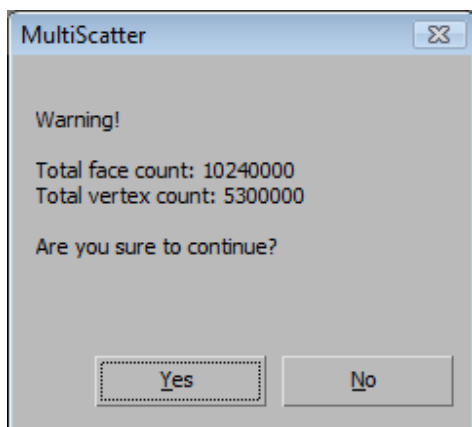 MultiScatter
Warning!
Total face count: 10240000
Total vertex count: 5300000
Are you sure to continue?
Yes
No